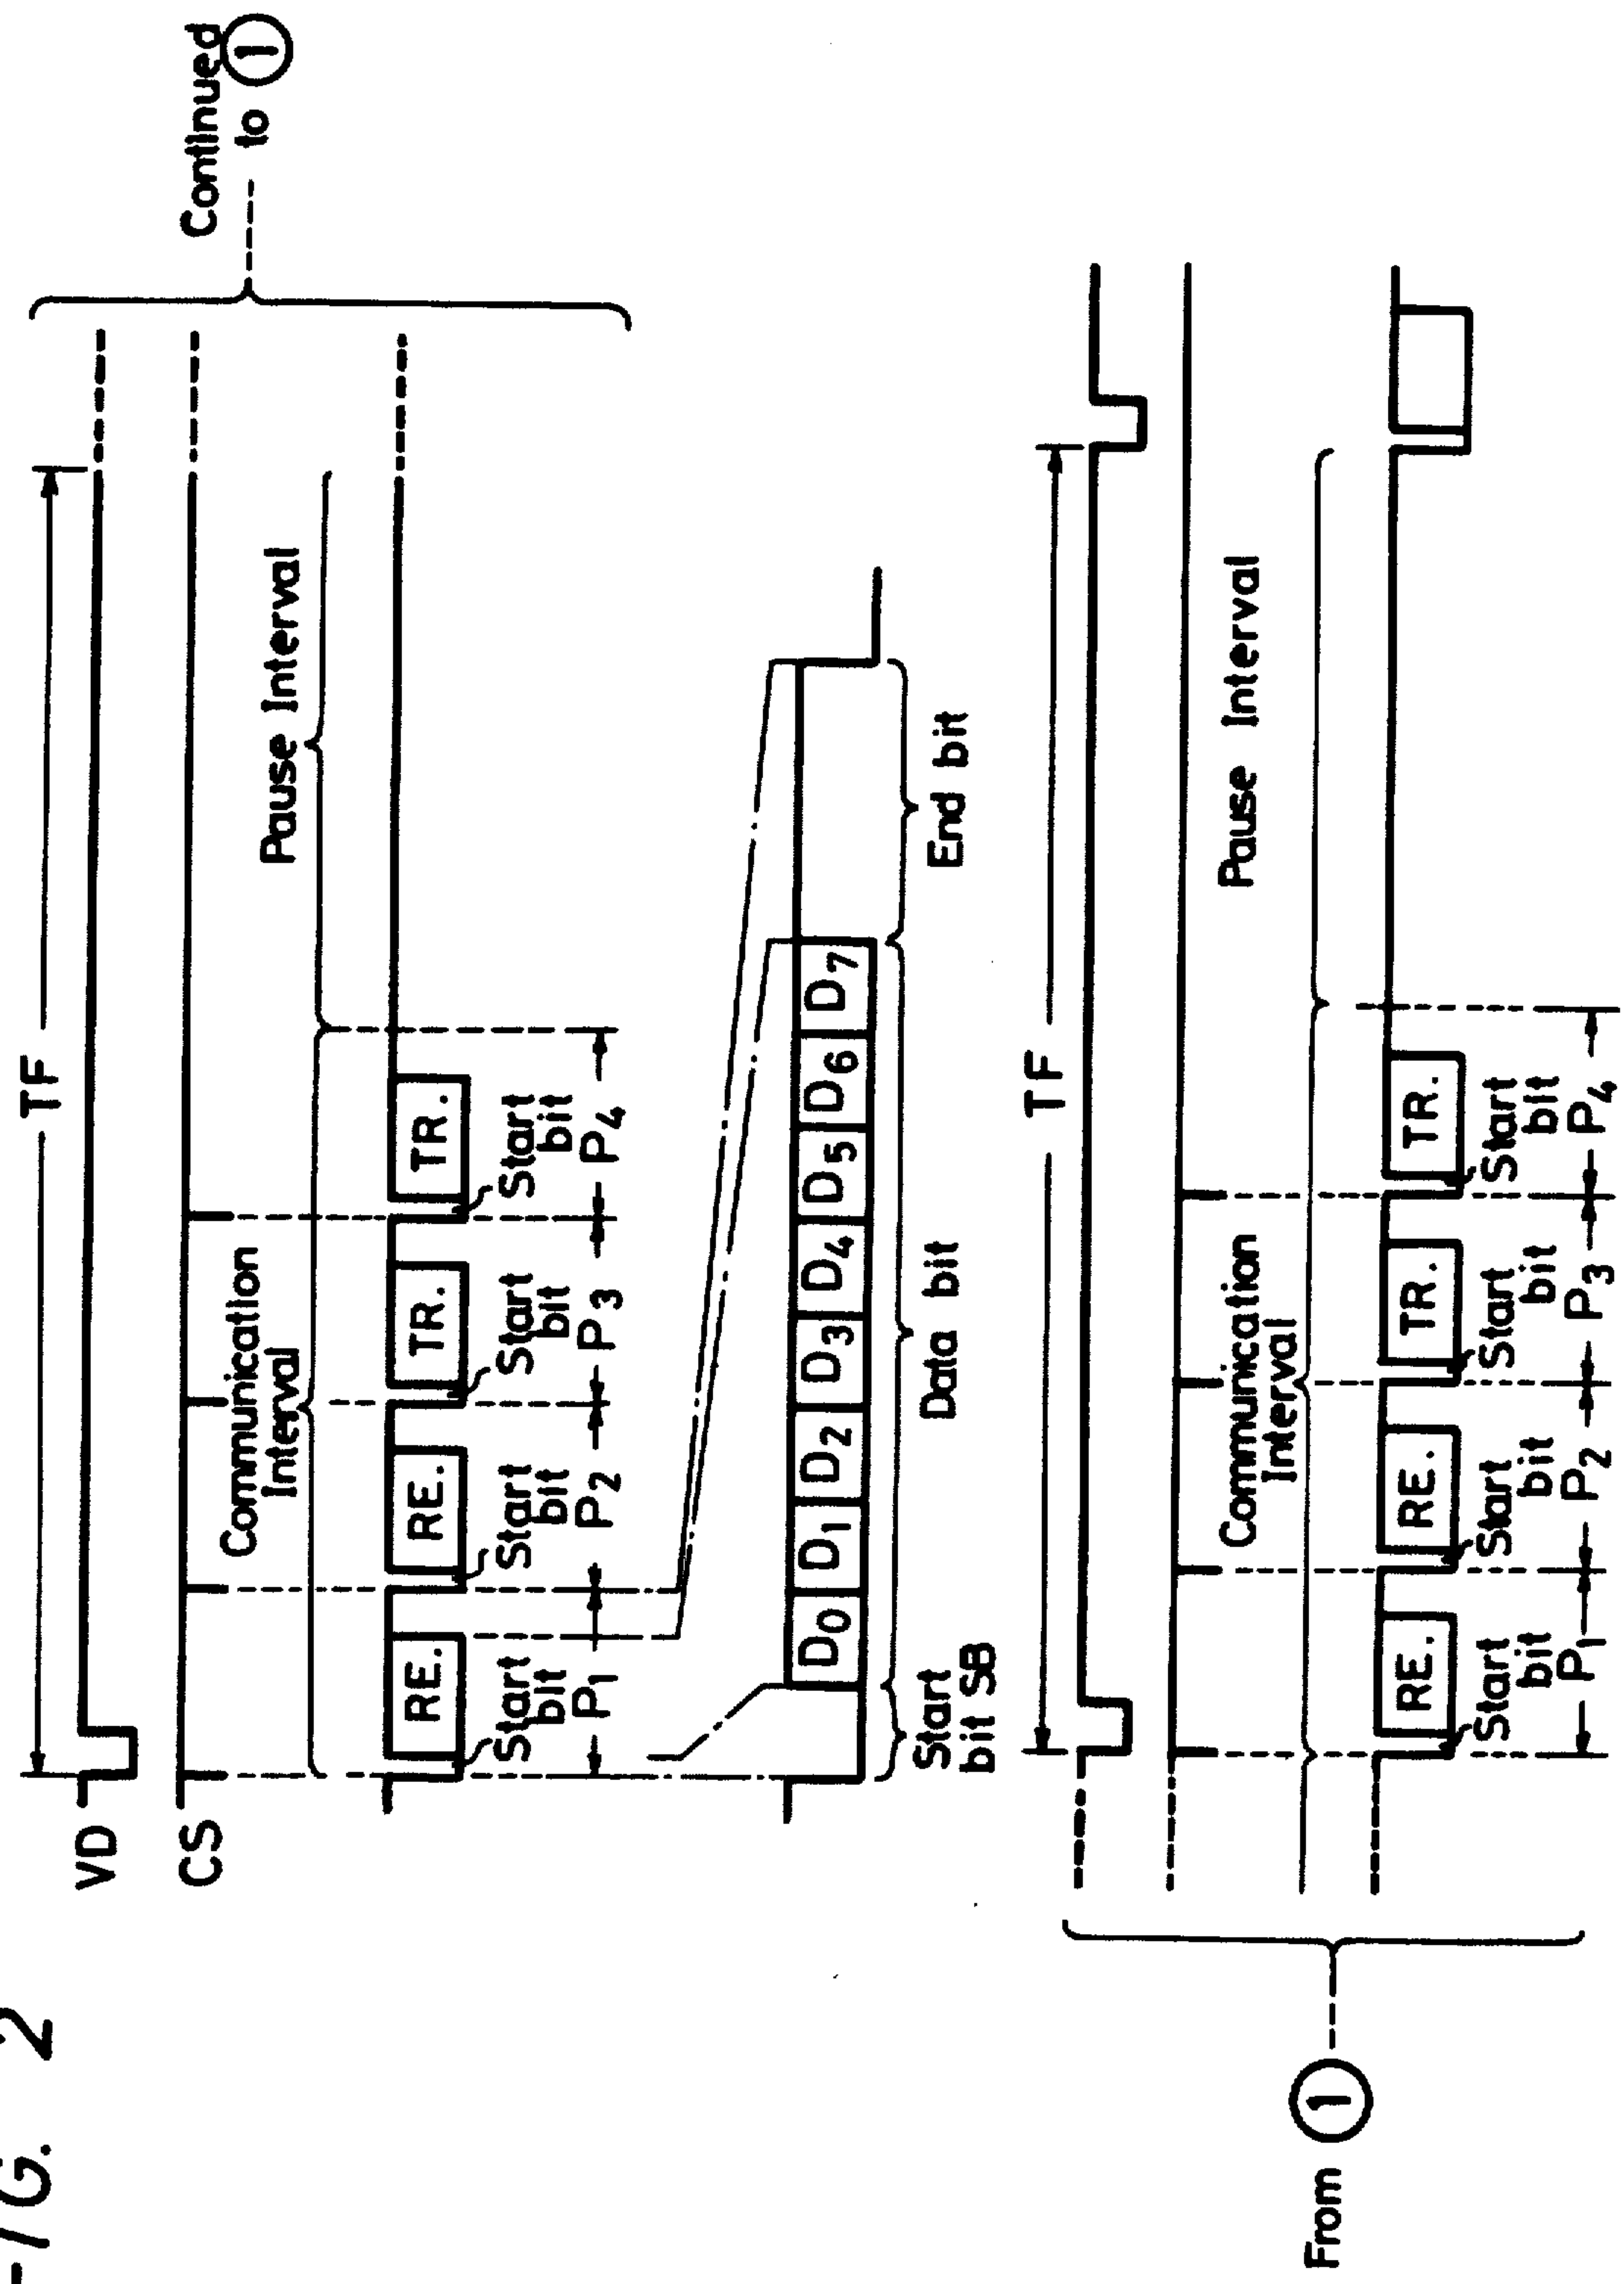 FIG. 2
Continued
to ①
TF
VD
CS
Communication
Interval
Pause Interval
RE.
RE.
TR.
TR.
Start
bit
Start
bit
Start
bit
Start
bit
P1
P2
P3
P4
D0 D1 D2 D3 D4 D5 D6 D7
Start
bit SB
Data bit
End bit
From ①
TF
Communication
Interval
Pause Interval
RE.
RE.
TR.
TR.
Start
bit
Start
bit
Start
bit
Start
bit
P1
P2
P3
P4